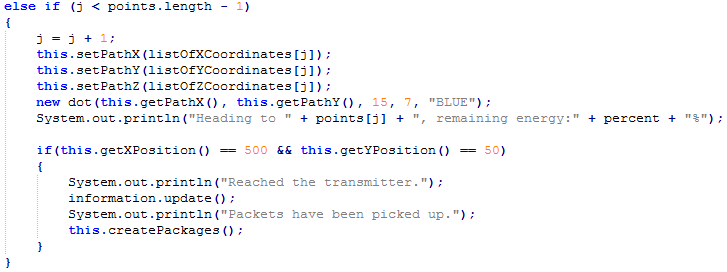 else if (j < points.length - 1)
{
    j = j + 1;
    this.setPathX(listOfXCoordinates[j]);
    this.setPathY(listOfYCoordinates[j]);
    this.setPathZ(listOfZCoordinates[j]);
    new dot(this.getPathX(), this.getPathY(), 15, 7, "BLUE");
    System.out.println("Heading to " + points[j] + ", remaining energy:" + percent + "%");

    if(this.getXPosition() == 500 && this.getYPosition() == 50)
    {
        System.out.println("Reached the transmitter.");
        information.update();
        System.out.println("Packets have been picked up.");
        this.createPackages();
    }
}